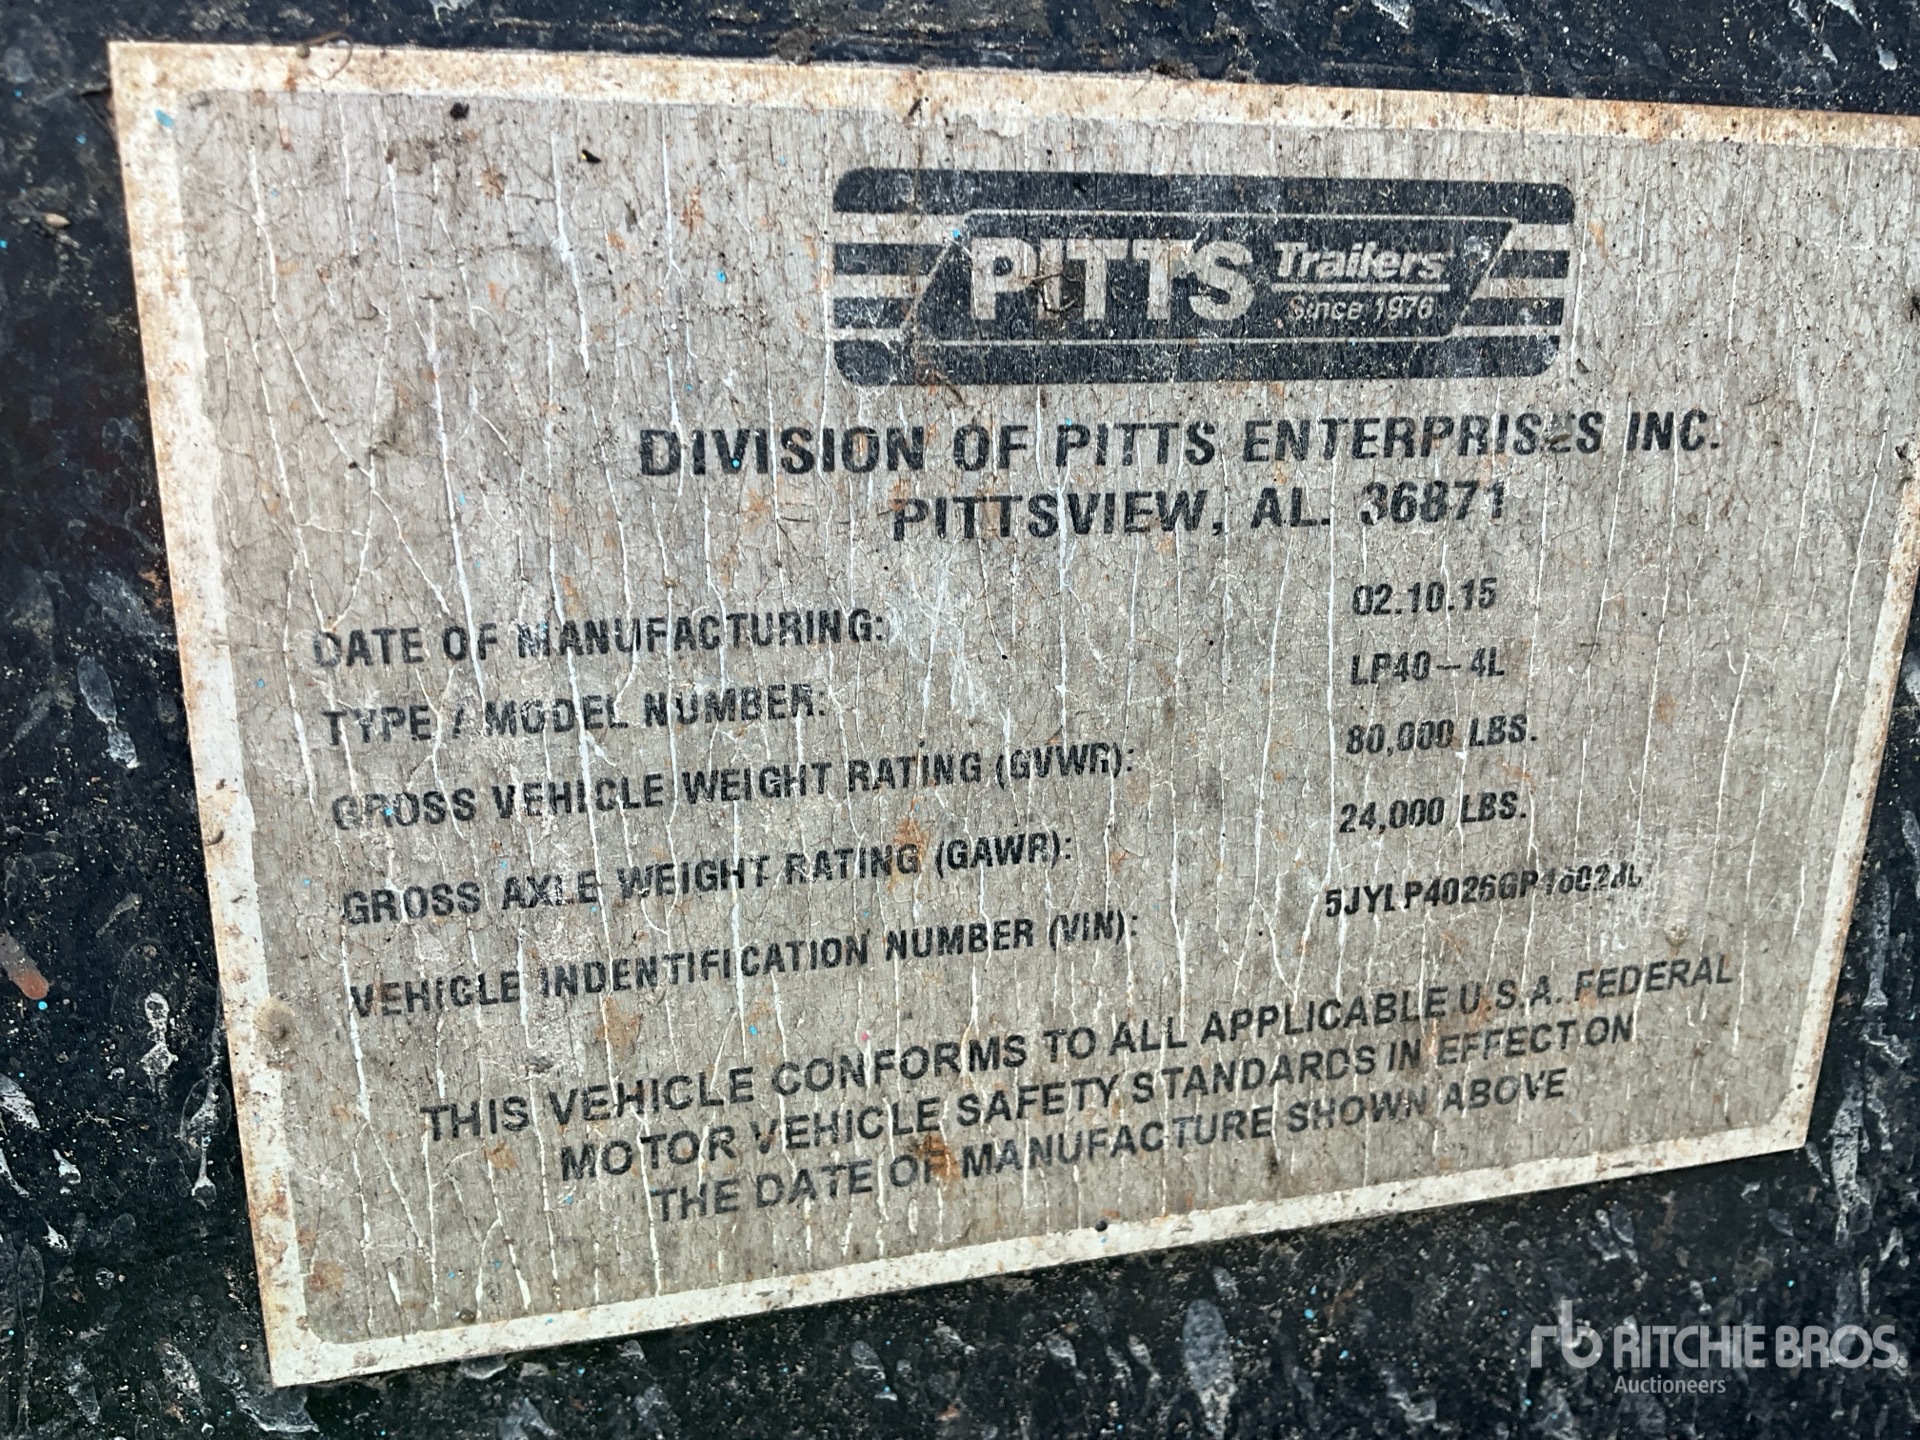 PITTS Trailers
Since 1976
DIVISION OF PITTS ENTERPRISES INC.
PITTSVIEW, AL. 36871
DATE OF MANUFACTURING: 02.10.15
TYPE / MODEL NUMBER: LP40-4L
GROSS VEHICLE WEIGHT RATING (GVWR): 80,000 LBS.
GROSS AXLE WEIGHT RATING (GAWR): 24,000 LBS.
VEHICLE INDENTIFICATION NUMBER (VIN):
THIS VEHICLE CONFORMS TO ALL APPLICABLE U.S.A. FEDERAL
MOTOR VEHICLE SAFETY STANDARDS IN EFFECT ON
THE DATE OF MANUFACTURE SHOWN ABOVE
rb RITCHIE BROS.
Auctioneers